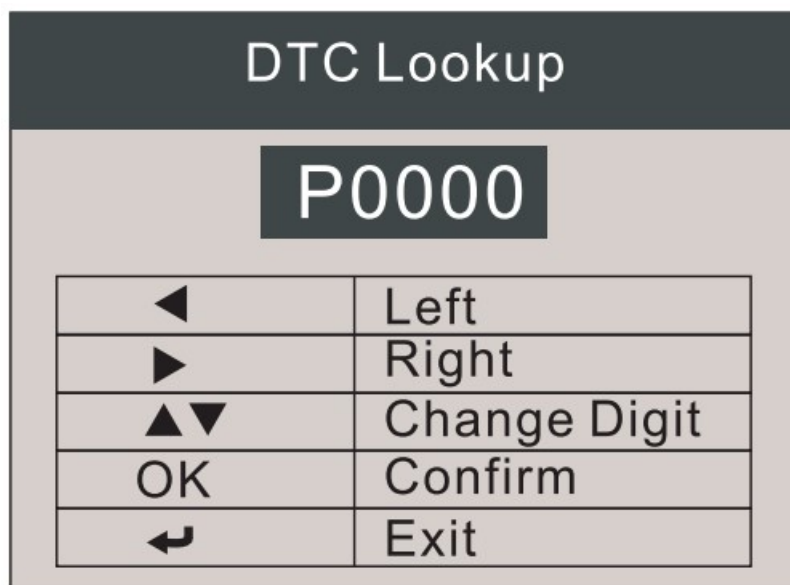 DTC Lookup
P0000
◀ Left
▶ Right
▲▼ Change Digit
OK Confirm
↵ Exit